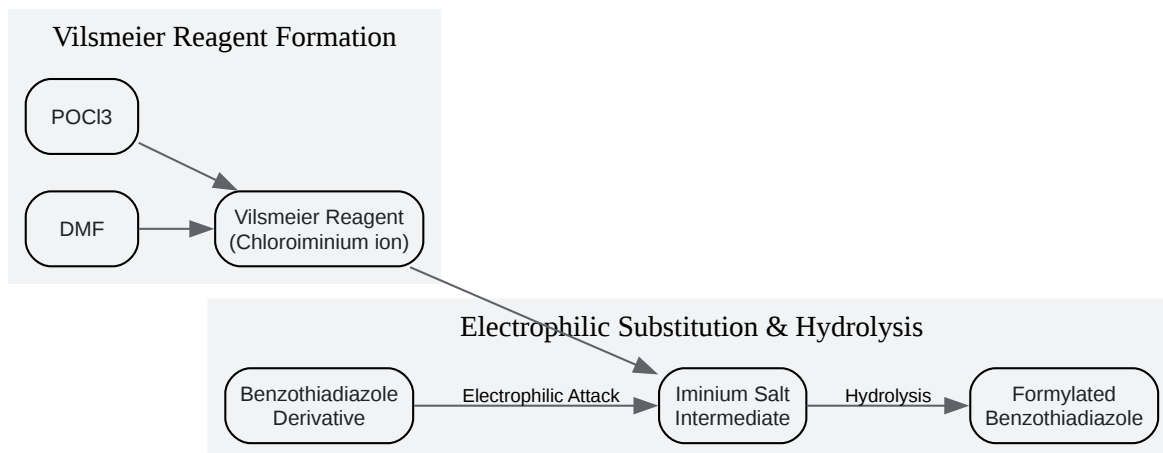 Vilsmeier Reagent Formation
POCl3
DMF
Vilsmeier Reagent
(Chloroiminium ion)
Electrophilic Substitution & Hydrolysis
Benzothiadiazole
Derivative
Electrophilic Attack
Iminium Salt
Intermediate
Hydrolysis
Formylated
Benzothiadiazole